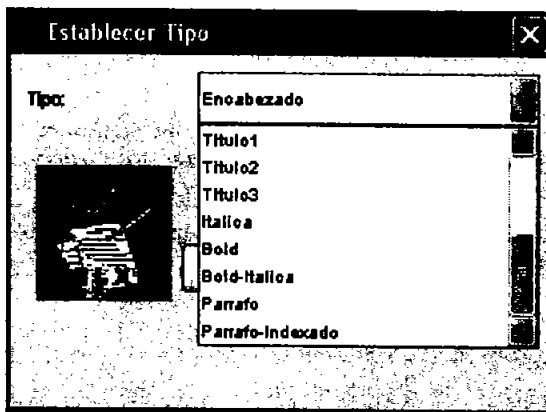 Establecer Tipo
Tipo:
Encabezado
Titulo1
Titulo2
Titulo3
Italica
Bold
Bold-Italica
Parrafo
Parrafo-Indexado